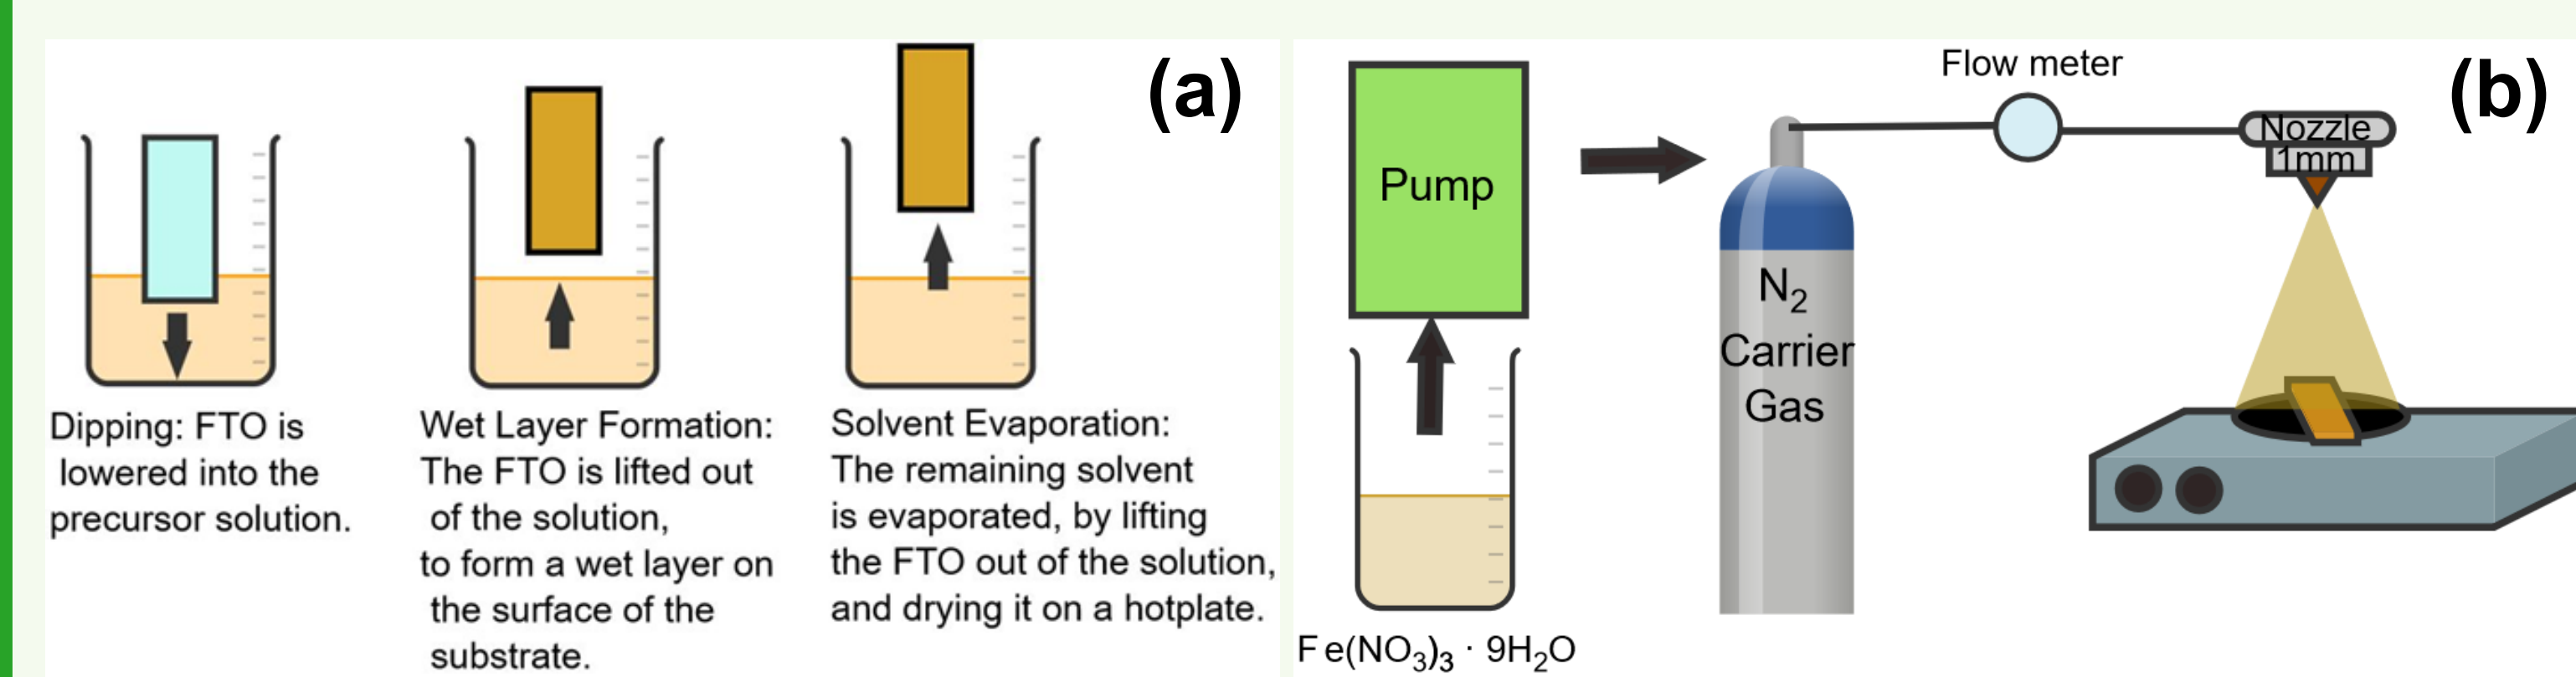 (a)
Dipping: FTO is
lowered into the
precursor solution.
Wet Layer Formation:
The FTO is lifted out
of the solution,
to form a wet layer on
the surface of the
substrate.
Solvent Evaporation:
The remaining solvent
is evaporated, by lifting
the FTO out of the solution,
and drying it on a hotplate.
(b)
Pump
Fe(NO₃)₃ · 9H₂O
N₂
Carrier
Gas
Flow meter
Nozzle
1mm